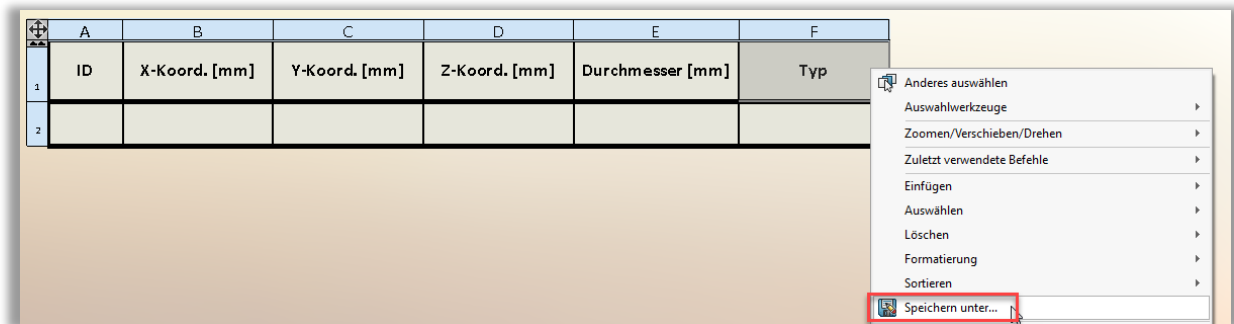 A B C D E F
1 ID X-Koord. [mm] Y-Koord. [mm] Z-Koord. [mm] Durchmesser [mm] Typ
2
Anderes auswählen
Auswahlwerkzeuge
Zoomen/Verschieben/Drehen
Zuletzt verwendete Befehle
Einfügen
Auswählen
Löschen
Formatierung
Sortieren
Speichern unter...